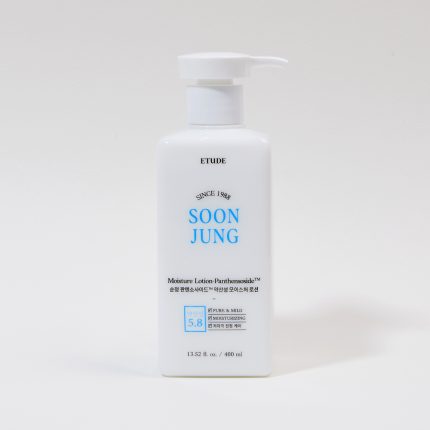 ETUDE
SINCE 1988
SOON
JUNG
Moisture Lotion-Panthensoside™
순정 판텐소사이드™ 약산성 모이스처 로션
5.8
PURE & MILD
MOISTURIZING
13.52 fl. oz. / 400 ml